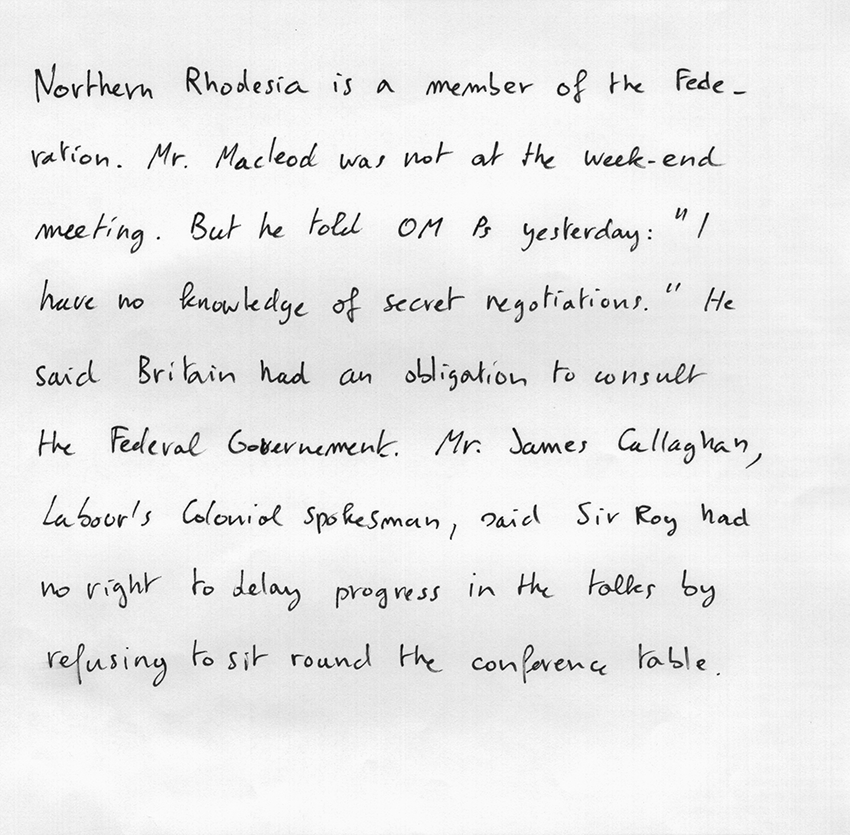 Northern Rhodesia is a member of the Fede-
ration. Mr. Macleod was not at the week-end
meeting. But he told OM Ps yesterday: "I
have no knowledge of secret negotiations." He
said Britain had an obligation to consult
the Federal Governement. Mr. James Callaghan,
Labour's Colonial spokesman, said Sir Roy had
no right to delay progress in the talks by
refusing to sit round the conference table.